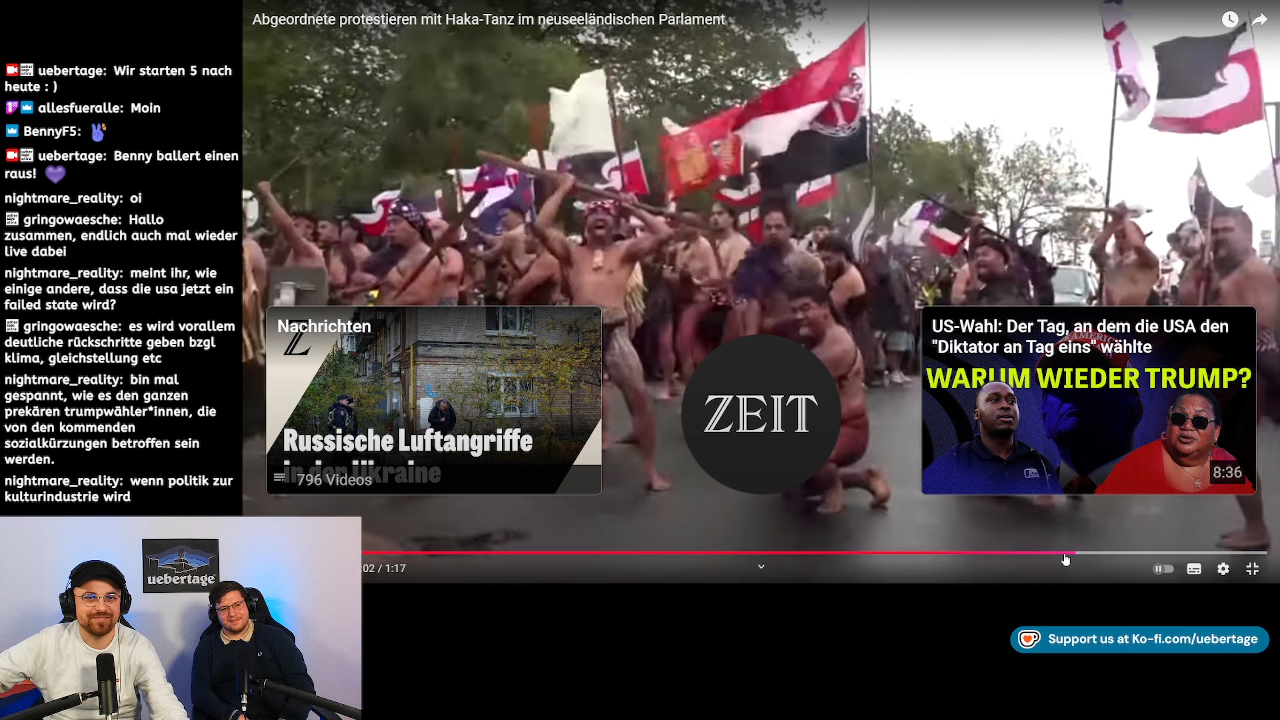 Abgeordnete protestieren mit Haka-Tanz im neuseeländischen Parlament
uebertage: Wir starten 5 nach
heute : )
allesfueralle: Moin
BennyF5:
uebertage: Benny ballert einen
raus!
nightmare_reality: oi
gringowaesche: Hallo
zusammen, endlich auch mal wieder
live dabei
nightmare_reality: meint ihr, wie
einige andere, dass die usa jetzt ein
failed state wird?
gringowaesche: es wird vorallem
deutliche rückschritte geben bzgl
klima, gleichstellung etc
nightmare_reality: bin mal
gespannt, wie es den ganzen
prekären trumpwähler*innen, die
von den kommenden
sozialkürzungen betroffen sein
werden.
nightmare_reality: wenn politik zur
kulturindustrie wird
Nachrichten
Russische Luftangriffe
in der Ukraine
796 Videos
ZEIT
US-Wahl: Der Tag, an dem die USA den
"Diktator an Tag eins" wählte
WARUM WIEDER TRUMP?
8:36
:02 / 1:17
uebertage
Support us at Ko-fi.com/uebertage